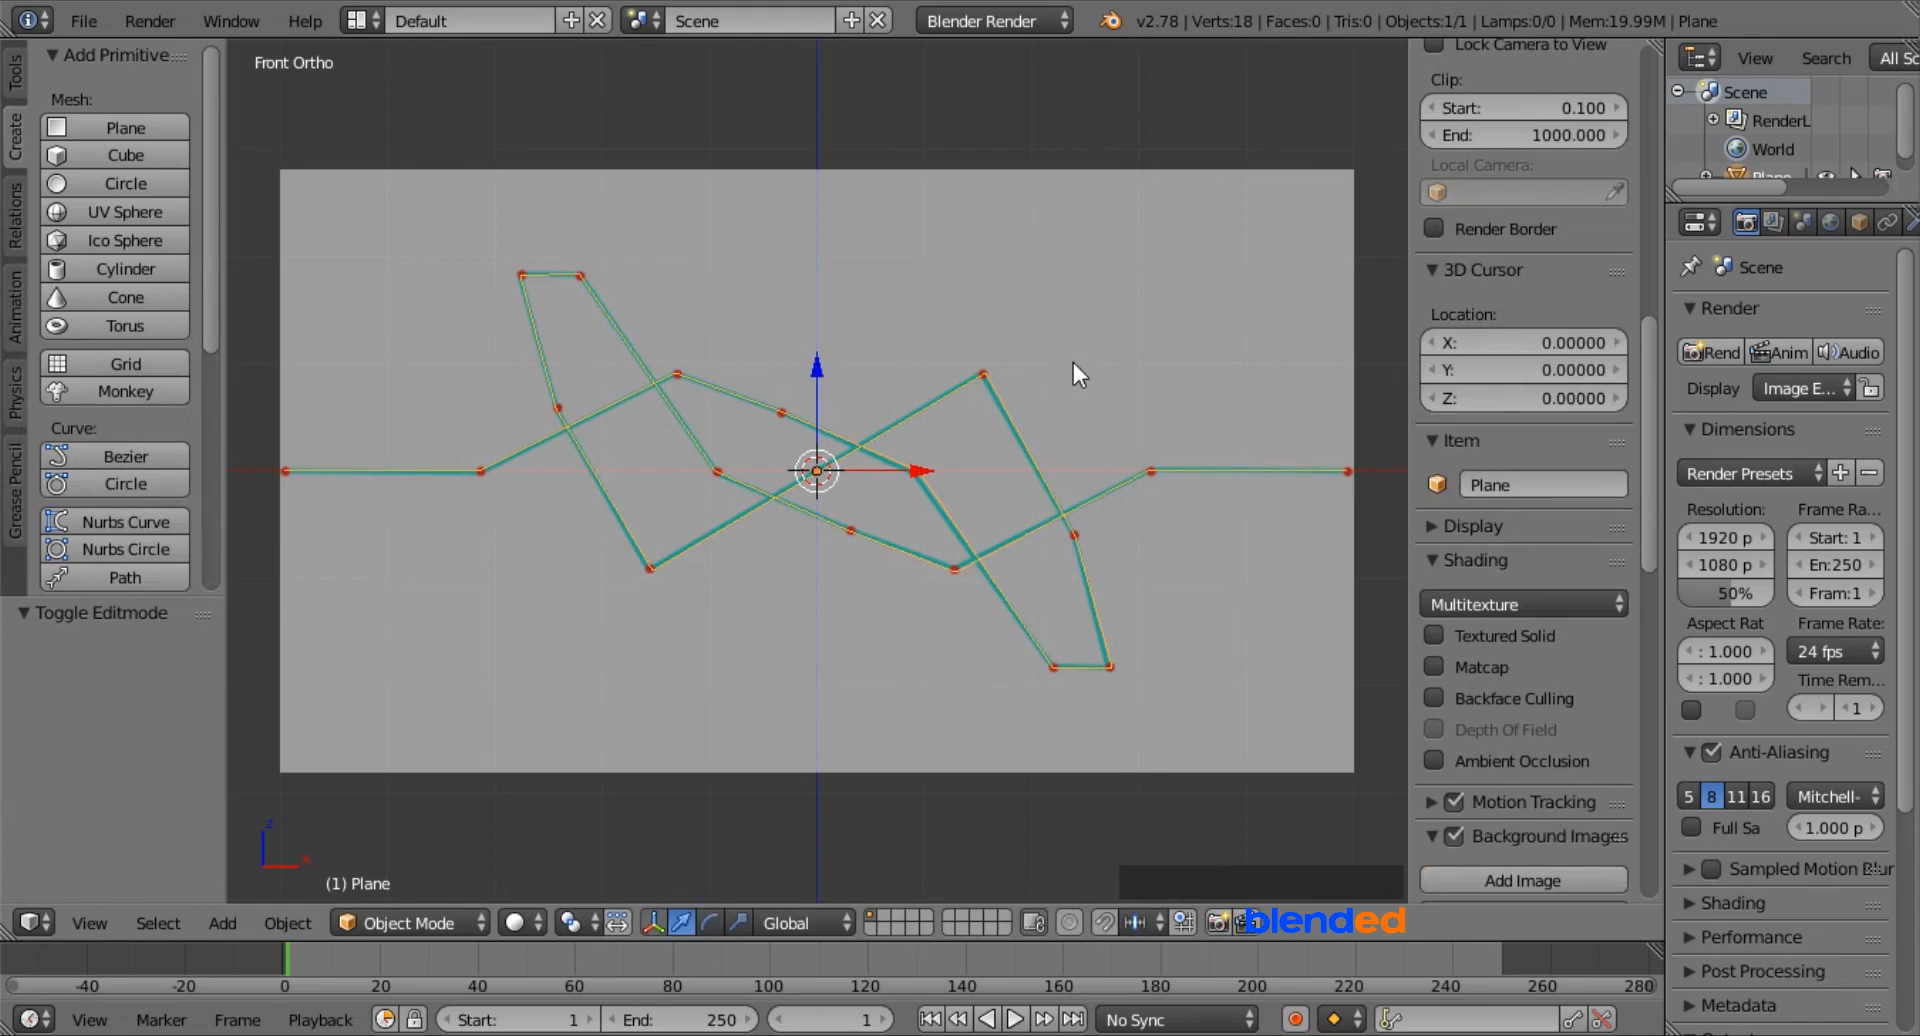 File Render Window Help Default Scene Blender Render v2.78 | Verts:18 | Faces:0 | Tris:0 | Objects:1/1 | Lamps:0/0 | Mem:19.99M | Plane
Tools
Create
Relations
Animation
Physics
Grease Pencil
Add Primitive
Mesh:
Plane
Cube
Circle
UV Sphere
Ico Sphere
Cylinder
Cone
Torus
Grid
Monkey
Curve:
Bezier
Circle
Nurbs Curve
Nurbs Circle
Path
Toggle Editmode
Front Ortho
z
x
(1) Plane
Lock Camera to View
Clip:
Start: 0.100
End: 1000.000
Local Camera:
Render Border
3D Cursor
Location:
X: 0.00000
Y: 0.00000
Z: 0.00000
Item
Plane
Display
Shading
Multitexture
Textured Solid
Matcap
Backface Culling
Depth Of Field
Ambient Occlusion
Motion Tracking
Background Images
Add Image
View Search All Sc
Scene
RenderL
World
Scene
Render
Rend Anim Audio
Display Image E...
Dimensions
Render Presets
Resolution: Frame Ra...
1920 p Start: 1
1080 p En:250
50% Fram:1
Aspect Rat Frame Rate:
: 1.000 24 fps
: 1.000 Time Rem...
1
Anti-Aliasing
5 8 11 16 Mitchell-
Full Sa 1.000 p
Sampled Motion Blur
Shading
Performance
Post Processing
Metadata
View Select Add Object Object Mode Global
blended
-40 -20 0 20 40 60 80 100 120 140 160 180 200 220 240 260 280
View Marker Frame Playback Start: 1 End: 250 1 No Sync